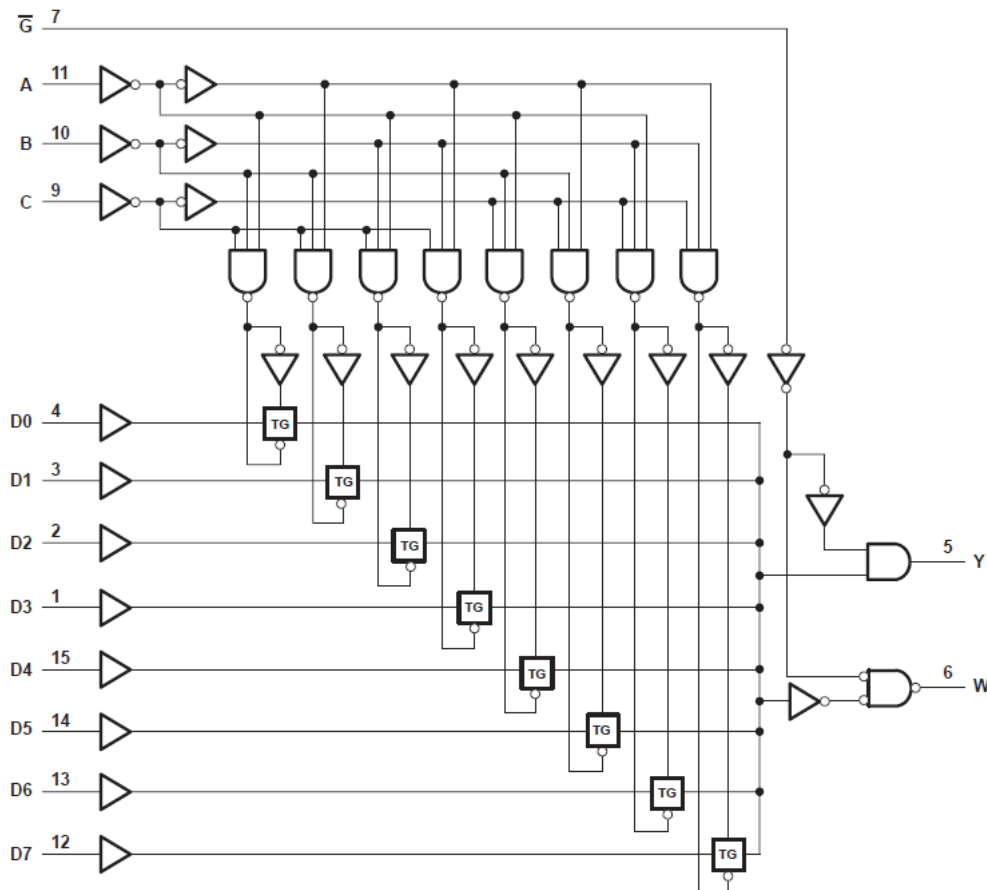 G̅ 7
A 11
B 10
C 9
D0 4
TG
D1 3
TG
D2 2
TG
5 Y
D3 1
TG
D4 15
TG
6 W
D5 14
TG
D6 13
TG
D7 12
TG